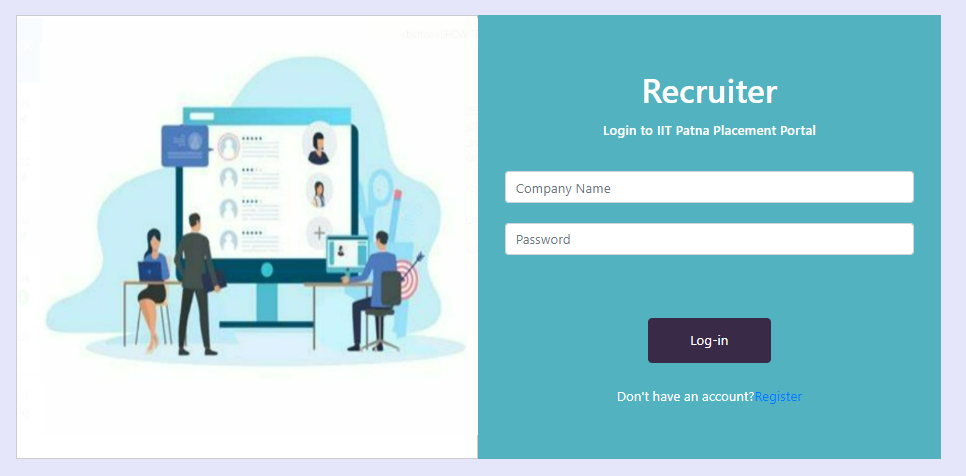 Recruiter
Login to IIT Patna Placement Portal
Company Name
Password
Log-in
Don't have an account?Register